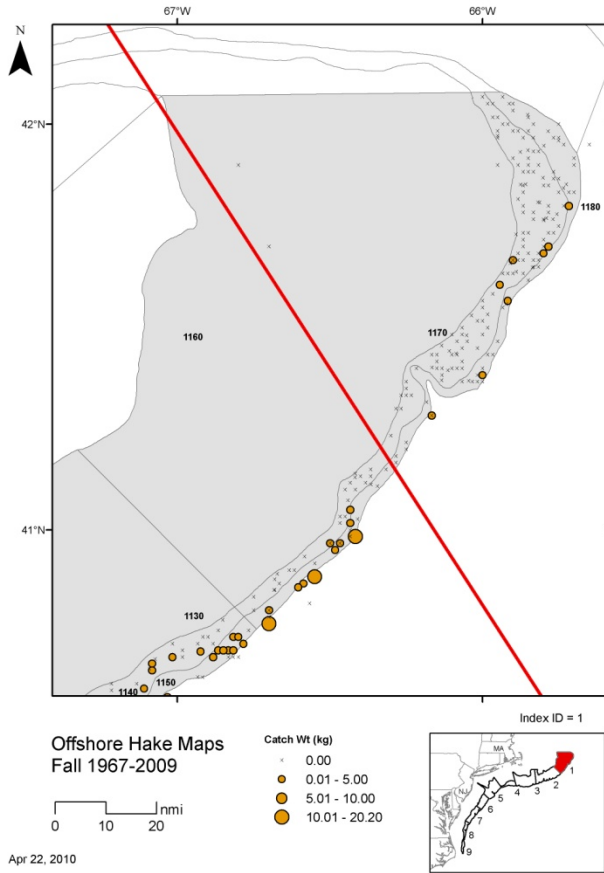 N
67°W
66°W
42°N
1180
1170
1160
41°N
1130
1150
1140
Index ID = 1
Offshore Hake Maps
Fall 1967-2009
nmi
0 10 20
Apr 22, 2010
Catch Wt (kg)
0.00
0.01 - 5.00
5.01 - 10.00
10.01 - 20.20
MA
NJ
1
2
3
4
5
6
7
8
9